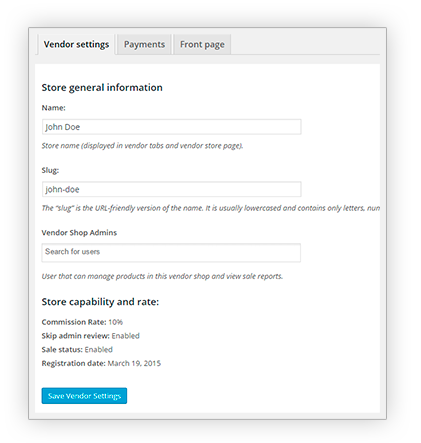 Vendor settings Payments Front page
Store general information
Name:
John Doe
Store name (displayed in vendor tabs and vendor store page).
Slug:
john-doe
The "slug" is the URL-friendly version of the name. It is usually lowercased and contains only letters, num
Vendor Shop Admins
Search for users
User that can manage products in this vendor shop and view sale reports.
Store capability and rate:
Commission Rate: 10%
Skip admin review: Enabled
Sale status: Enabled
Registration date: March 19, 2015
Save Vendor Settings